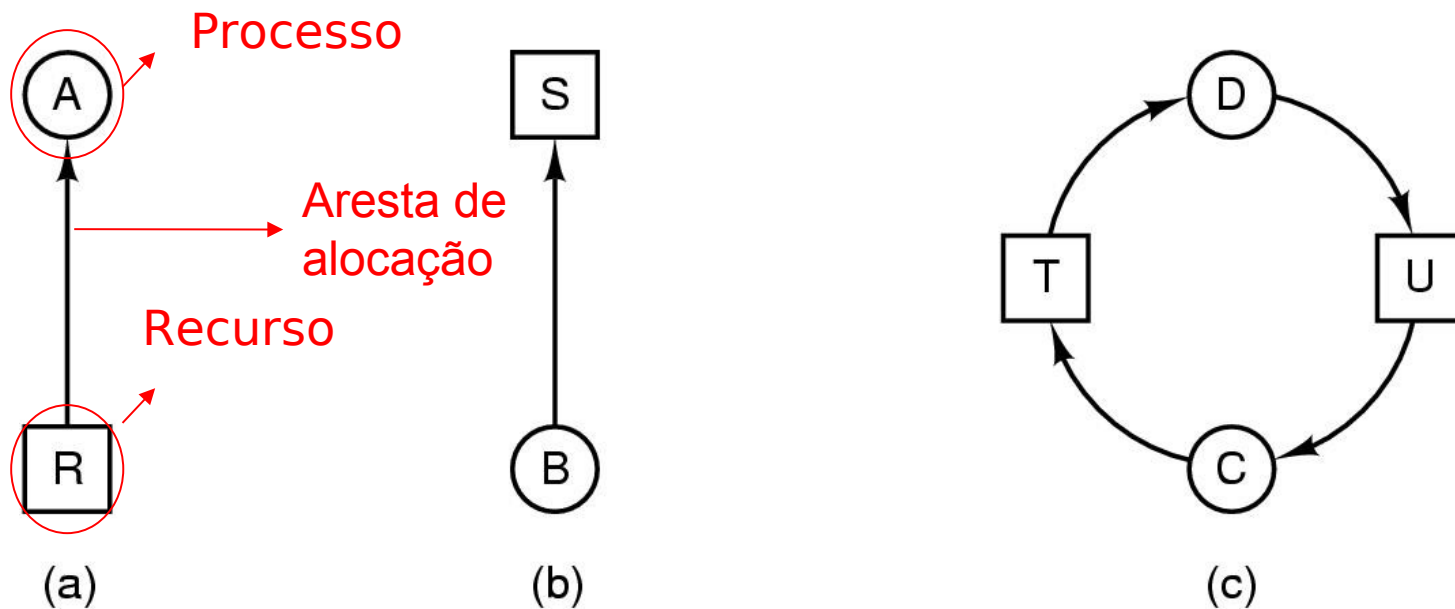 Processo
A
S
D
Aresta de
alocação
T
U
Recurso
R
B
C
(a)
(b)
(c)